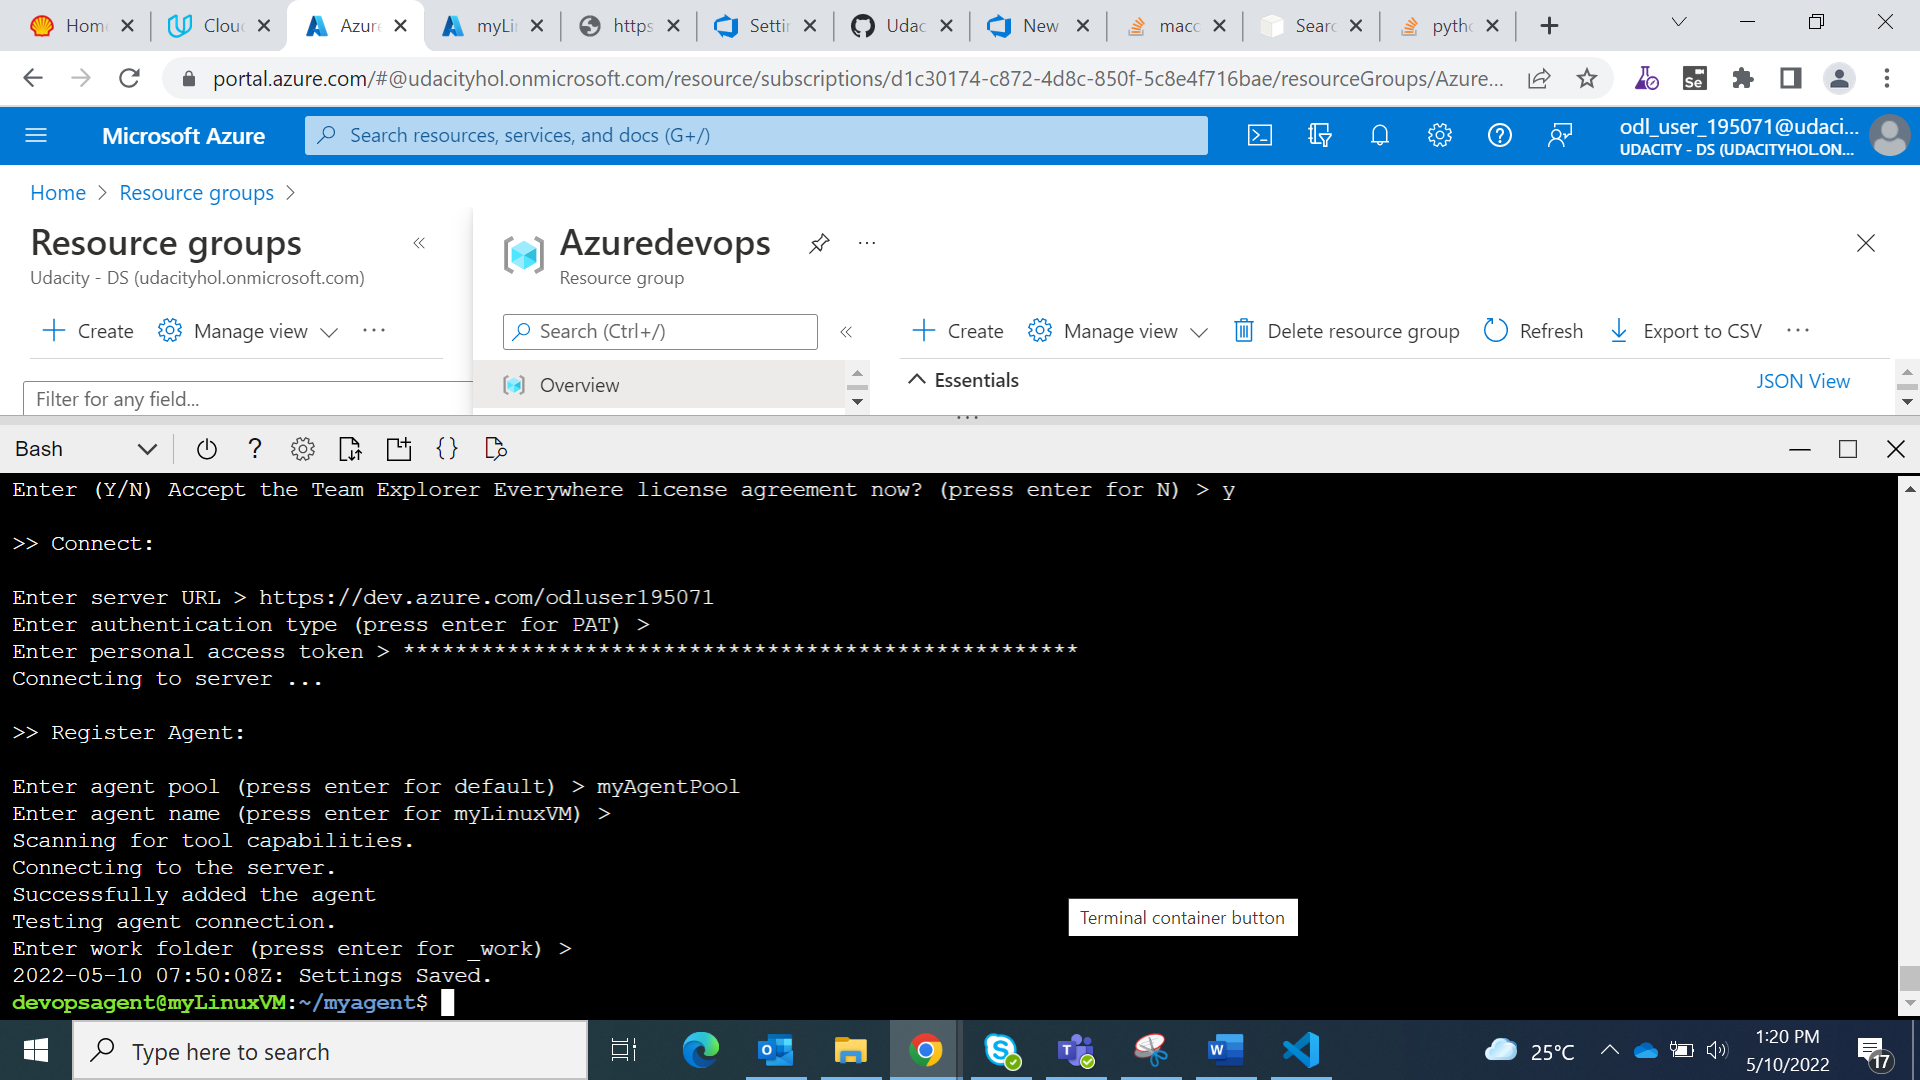 Home
Clou
Azure
myLi
https
Settin
Udac
New
macc
Searc
pytho
portal.azure.com/#@udacityhol.onmicrosoft.com/resource/subscriptions/d1c30174-c872-4d8c-850f-5c8e4f716bae/resourceGroups/Azure...
Se
Microsoft Azure
Search resources, services, and docs (G+/)
odl_user_195071@udaci...
UDACITY - DS (UDACITYHOL.ON...
Home > Resource groups >
Resource groups
Udacity - DS (udacityhol.onmicrosoft.com)
Azuredevops
Resource group
Create
Manage view
Search (Ctrl+/)
Create
Manage view
Delete resource group
Refresh
Export to CSV
Filter for any field...
Overview
Essentials
JSON View
Bash
Enter (Y/N) Accept the Team Explorer Everywhere license agreement now? (press enter for N) > y
>> Connect:
Enter server URL > https://dev.azure.com/odluser195071
Enter authentication type (press enter for PAT) >
Enter personal access token > ****************************************************
Connecting to server ...
>> Register Agent:
Enter agent pool (press enter for default) > myAgentPool
Enter agent name (press enter for myLinuxVM) >
Scanning for tool capabilities.
Connecting to the server.
Successfully added the agent
Testing agent connection.
Enter work folder (press enter for _work) >
2022-05-10 07:50:08Z: Settings Saved.
devopsagent@myLinuxVM:~/myagent$
Terminal container button
Type here to search
25°C
1:20 PM
5/10/2022
17